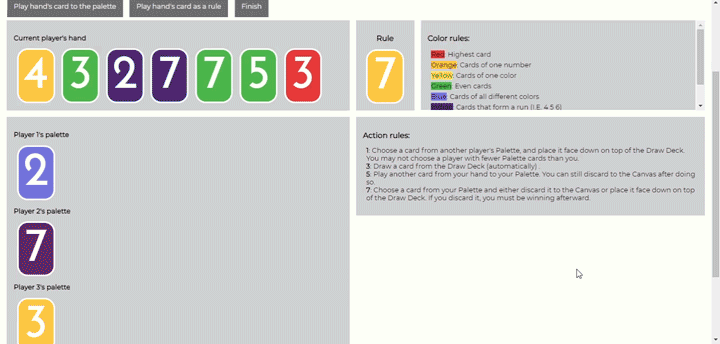 Play hand's card to the palette
Play hand's card as a rule
Finish
Current player's hand
4 3 2 7 7 5 3
Rule
7
Color rules:
Red: Highest card
Orange: Cards of one number
Yellow: Cards of one color
Green: Even cards
Blue: Cards of all different colors
Cards that form a run (I.E. 4 5 6)
Player 1's palette
2
Player 2's palette
7
Player 3's palette
3
Action rules:
1: Choose a card from another player's Palette, and place it face down on top of the Draw Deck.
You may not choose a player with fewer Palette cards than you.
3: Draw a card from the Draw Deck (automatically) .
5: Play another card from your hand to your Palette. You can still discard to the Canvas after doing
so.
7: Choose a card from your Palette and either discard it to the Canvas or place it face down on top
of the Draw Deck. If you discard it, you must be winning afterward.